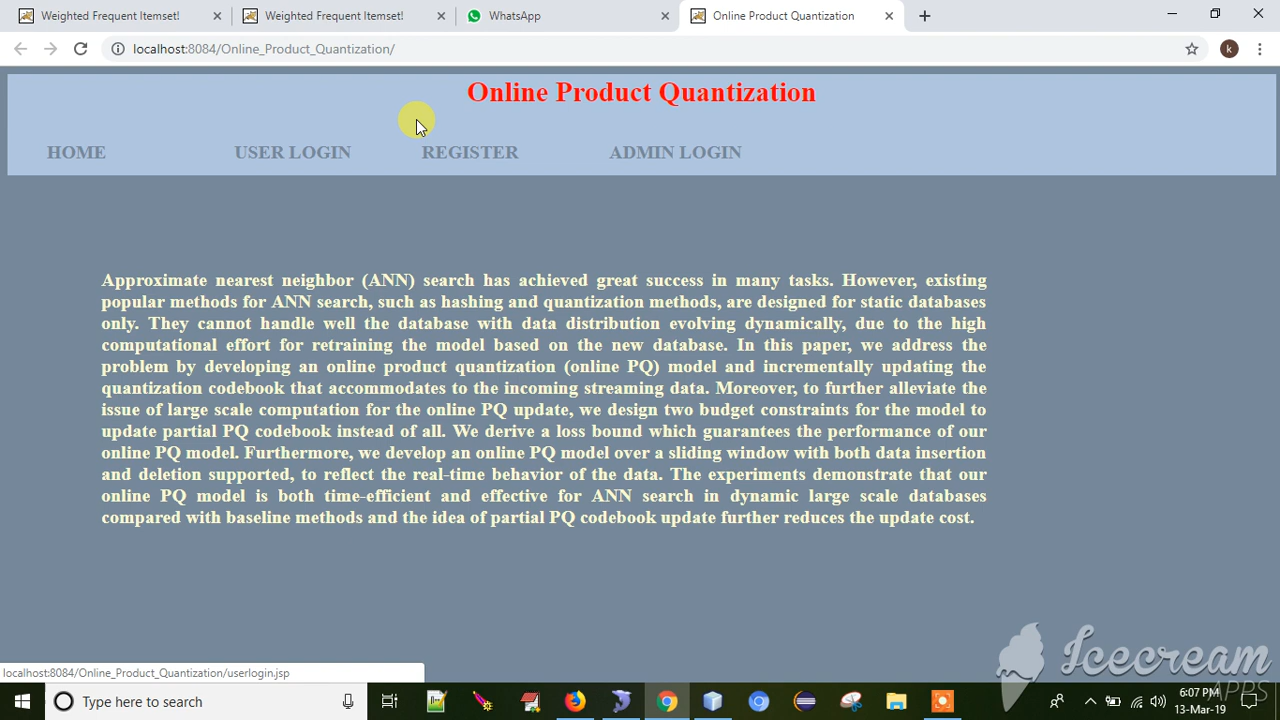 Weighted Frequent Itemset!
Weighted Frequent Itemset!
WhatsApp
Online Product Quantization
localhost:8084/Online_Product_Quantization/
k
Online Product Quantization
HOME USER LOGIN REGISTER ADMIN LOGIN
Approximate nearest neighbor (ANN) search has achieved great success in many tasks. However, existing
popular methods for ANN search, such as hashing and quantization methods, are designed for static databases
only. They cannot handle well the database with data distribution evolving dynamically, due to the high
computational effort for retraining the model based on the new database. In this paper, we address the
problem by developing an online product quantization (online PQ) model and incrementally updating the
quantization codebook that accommodates to the incoming streaming data. Moreover, to further alleviate the
issue of large scale computation for the online PQ update, we design two budget constraints for the model to
update partial PQ codebook instead of all. We derive a loss bound which guarantees the performance of our
online PQ model. Furthermore, we develop an online PQ model over a sliding window with both data insertion
and deletion supported, to reflect the real-time behavior of the data. The experiments demonstrate that our
online PQ model is both time-efficient and effective for ANN search in dynamic large scale databases
compared with baseline methods and the idea of partial PQ codebook update further reduces the update cost.
Icecream
APPS
localhost:8084/Online_Product_Quantization/userlogin.jsp
Type here to search
6:07 PM
13-Mar-19